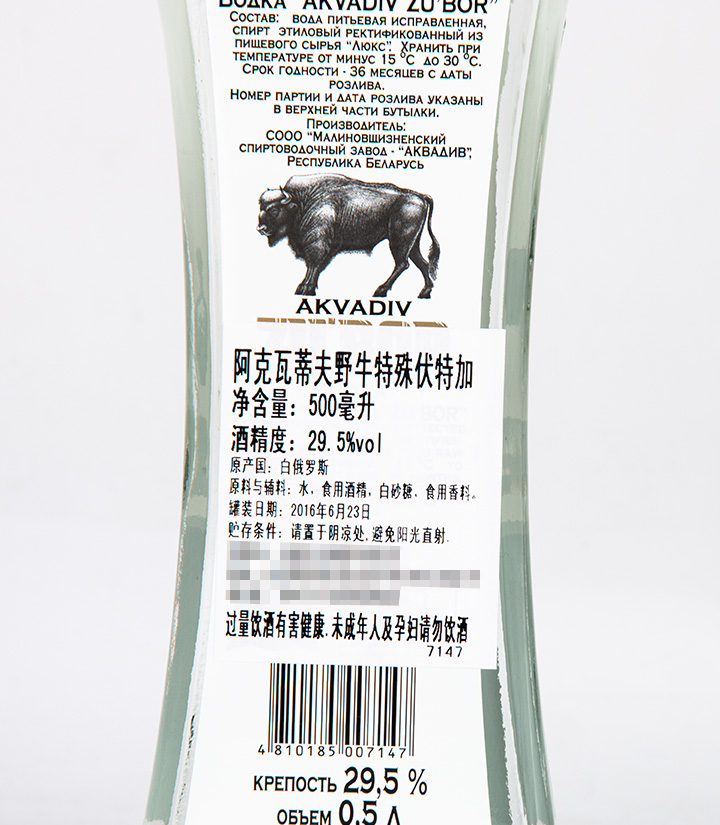 Водка "AKVADIV ZU'BOR"
Состав: вода питьевая исправленная,
спирт этиловый ректификованный из
пищевого сырья "Люкс". Хранить при
температуре от минус 15 °С до 30 °С.
Срок годности - 36 месяцев с даты
розлива.
Номер партии и дата розлива указаны
в верхней части бутылки.
Производитель:
СООО "Малиновщизненский
спиртоводочный завод - "АКВАДИВ",
Республика Беларусь
AKVADIV
阿克瓦蒂夫野牛特殊伏特加
净含量：500毫升
酒精度：29.5%vol
原产国：白俄罗斯
原料与辅料：水，食用酒精，白砂糖，食用香料。
罐装日期：2016年6月23日
贮存条件：请置于阴凉处,避免阳光直射.
过量饮酒有害健康.未成年人及孕妇请勿饮酒
7147
4 810185 007147
крепость 29,5 %
объем 0,5 л